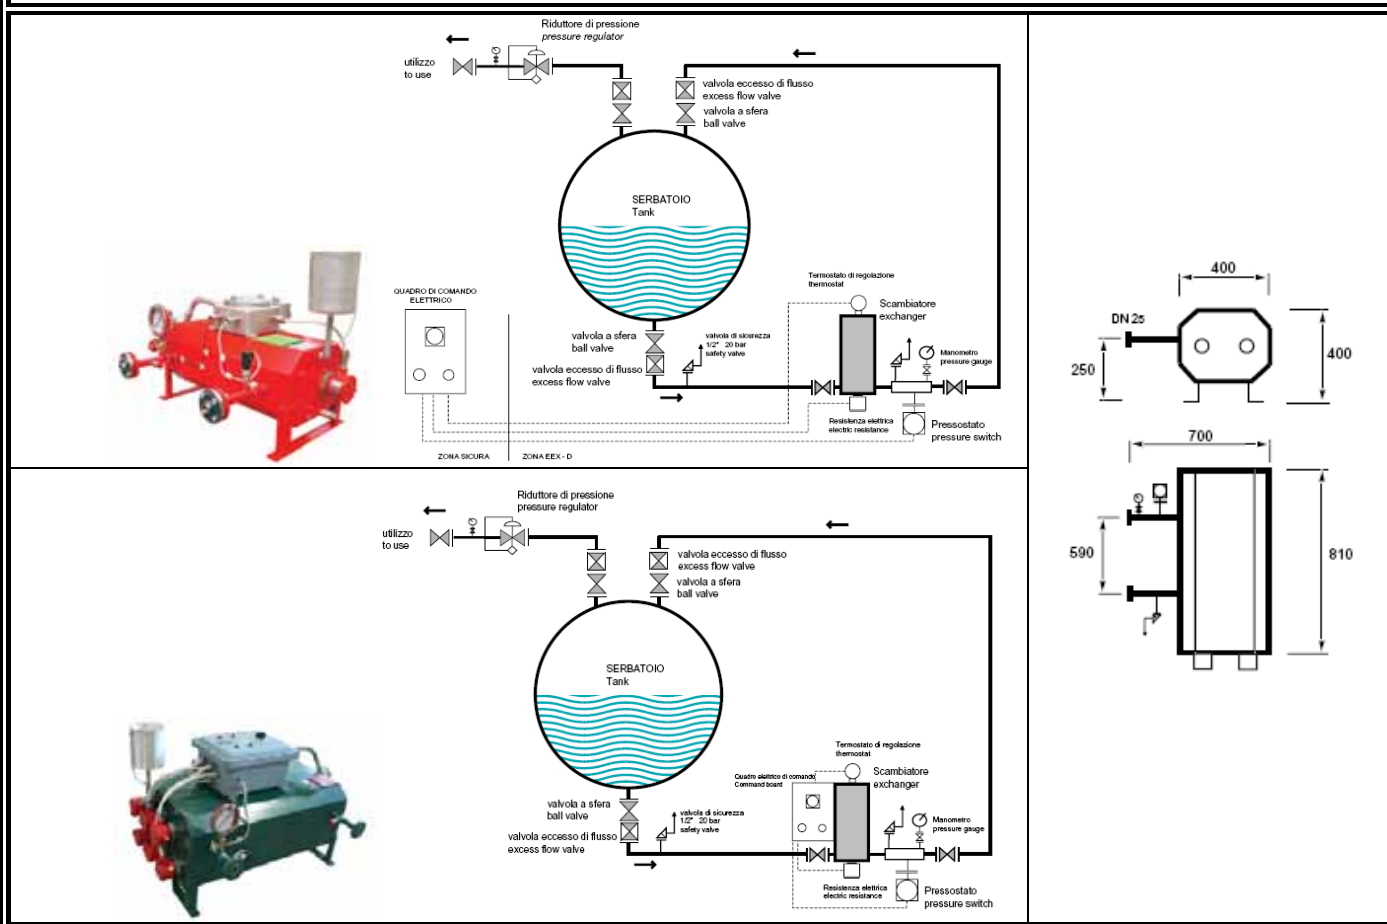 Riduttore di pressione
pressure regulator
utilizzo
to use
valvola eccesso di flusso
excess flow valve
valvola a sfera
ball valve
SERBATOIO
Tank
QUADRO DI COMANDO
ELETTRICO
Termostato di regolazione
thermostat
Scambiatore
exchanger
valvola a sfera
ball valve
valvola di sicurezza
1/2" 20 bar
safety valve
Manometro
pressure gauge
valvola eccesso di flusso
excess flow valve
Resistenza elettrica
electric resistance
Pressostato
pressure switch
ZONA SICURA
ZONA EEX - D
Riduttore di pressione
pressure regulator
utilizzo
to use
valvola eccesso di flusso
excess flow valve
valvola a sfera
ball valve
SERBATOIO
Tank
Termostato di regolazione
thermostat
Quadro elettrico di comando
Command board
Scambiatore
exchanger
valvola a sfera
ball valve
valvola di sicurezza
1/2" 20 bar
safety valve
Manometro
pressure gauge
valvola eccesso di flusso
excess flow valve
Resistenza elettrica
electric resistance
Pressostato
pressure switch
400
DN 25
250
400
700
590
810